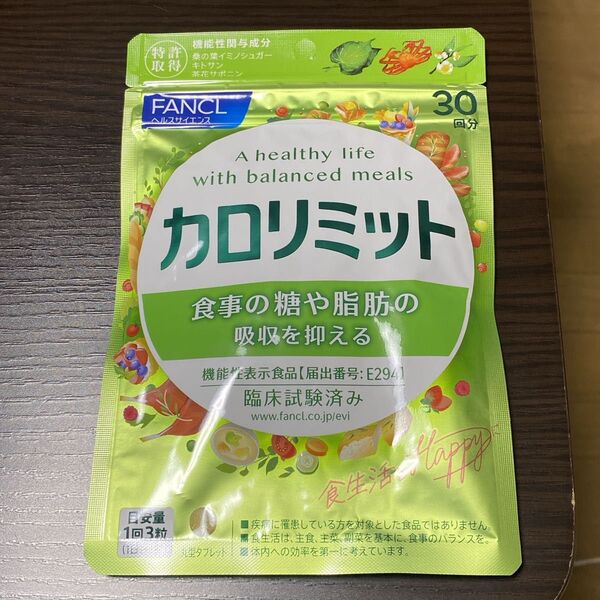 特許
取得
機能性関与成分
桑の葉イミノシュガー
キトサン
茶花サポニン
FANCL
ヘルスサイエンス
30
回分
A healthy life
with balanced meals
カロリミット
食事の糖や脂肪の
吸収を抑える
機能性表示食品【届出番号:E294】
臨床試験済み
www.fancl.co.jp/evi
食生活 Happy
目安量
1回3粒
丸型タブレット
■疾病に罹患している方を対象とした食品ではありません。
■食生活は、主食、主菜、副菜を基本に、食事のバランスを。
■体内への効率を第一に考えています。